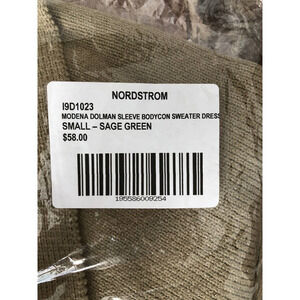 NORDSTROM
I9D1023
MODENA DOLMAN SLEEVE BODYCON SWEATER DRESS
SMALL – SAGE GREEN
$58.00
195586009254